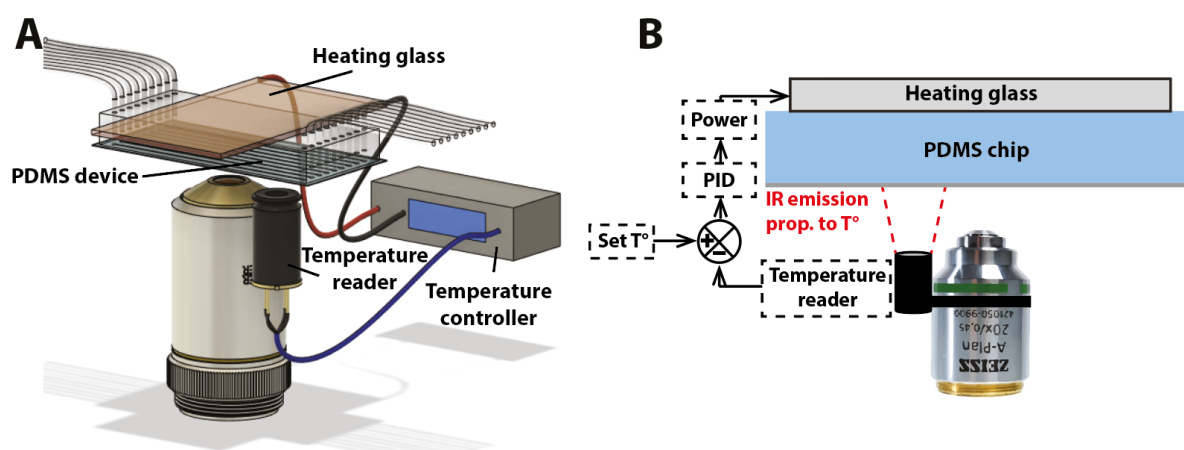 A
Heating glass
PDMS device
Temperature
reader
Temperature
controller
B
Heating glass
Power
PDMS chip
PID
IR emission
prop. to T°
Set T°
+
-
Temperature
reader
421050-9900
20x/0,45
A-Plan
ZEISS